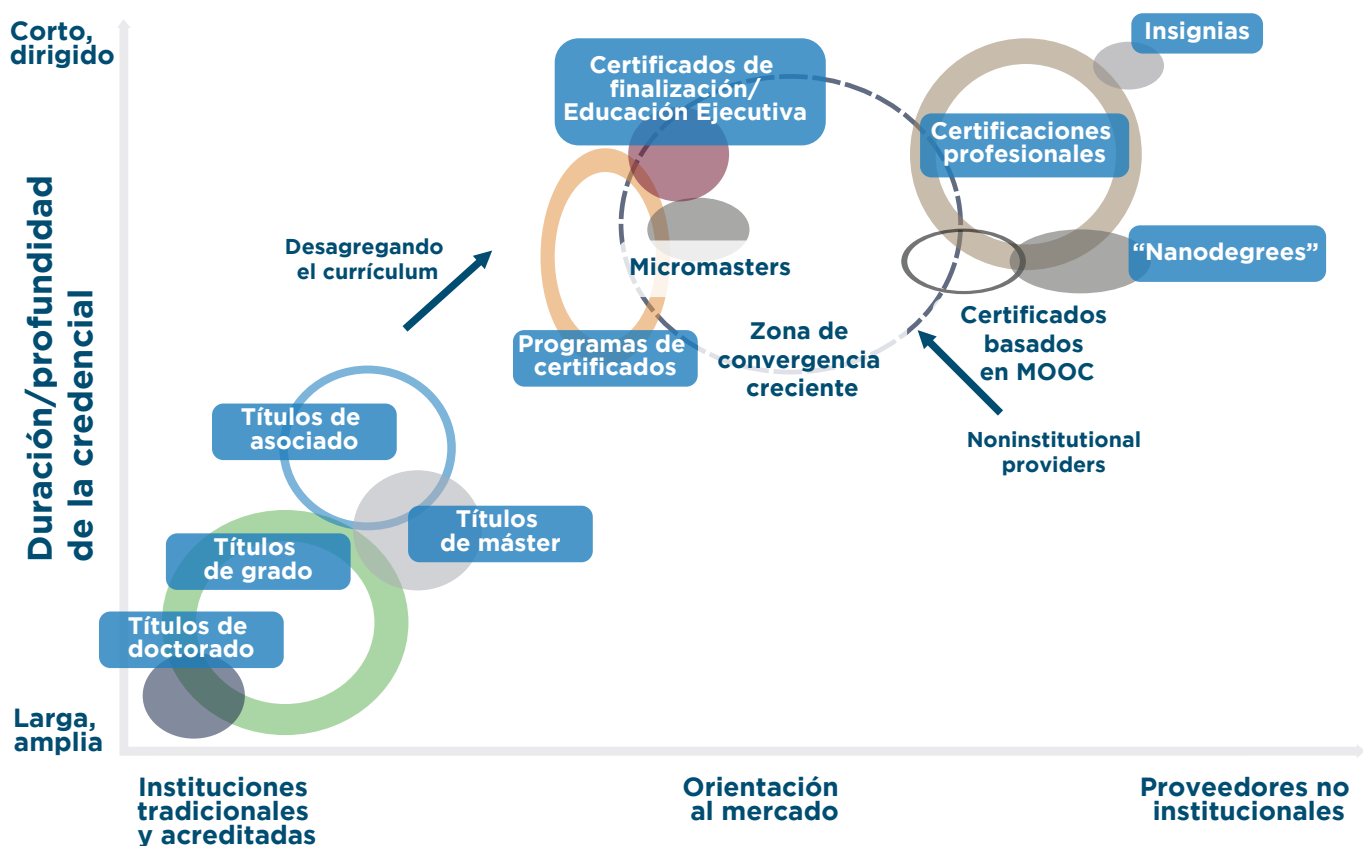 Corto,
dirigido
Insignias
Certificados de
finalización/
Educación Ejecutiva
Certificaciones
profesionales
Duración/profundidad
de la credencial
Desagregando
el currículum
Micromasters
“Nanodegrees”
Programas de
certificados
Zona de
convergencia
creciente
Certificados
basados
en MOOC
Títulos de
asociado
Noninstitutional
providers
Títulos
de máster
Títulos
de grado
Títulos de
doctorado
Larga,
amplia
Instituciones
tradicionales
y acreditadas
Orientación
al mercado
Proveedores no
institucionales